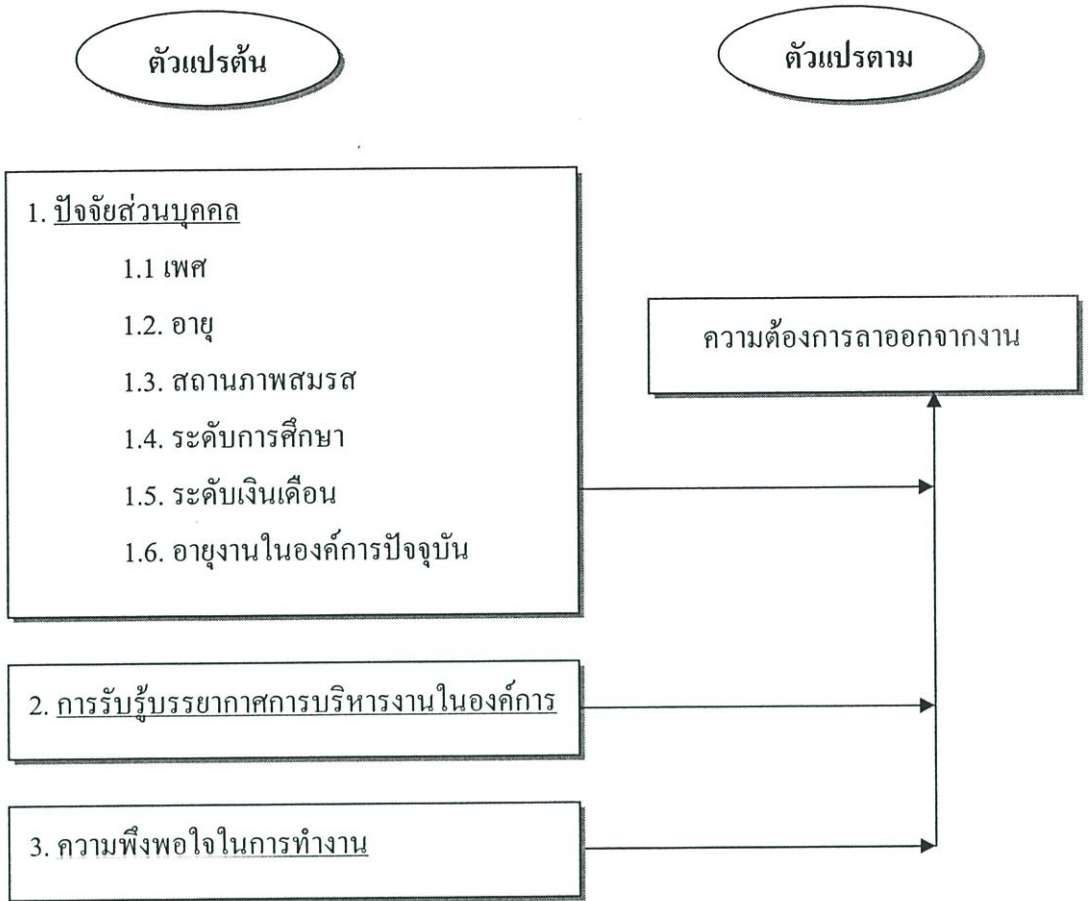 ตัวแปรต้น
ตัวแปรตาม
1. ปัจจัยส่วนบุคคล
1.1 เพศ
1.2. อายุ
1.3. สถานภาพสมรส
1.4. ระดับการศึกษา
1.5. ระดับเงินเดือน
1.6. อายุงานในองค์การปัจจุบัน
ความต้องการลาออกจากงาน
2. การรับรู้บรรยากาศการบริหารงานในองค์การ
3. ความพึงพอใจในการทำงาน